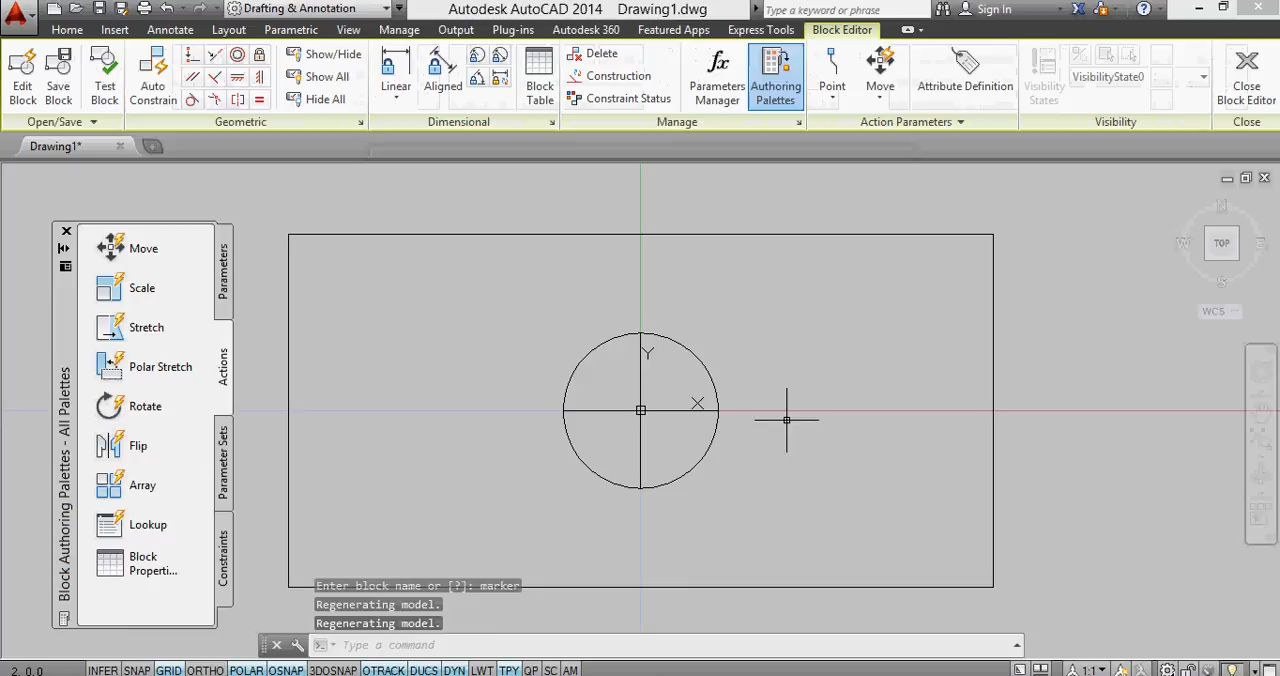 Drafting & Annotation
Autodesk AutoCAD 2014 Drawing1.dwg
Type a keyword or phrase
Sign In
Home Insert Annotate Layout Parametric View Manage Output Plug-ins Autodesk 360 Featured Apps Express Tools Block Editor
Edit Block
Save Block
Test Block
Auto Constrain
Show/Hide
Show All
Hide All
Linear
Aligned
Block Table
Delete
Construction
Constraint Status
Parameters Manager
Authoring Palettes
Point
Move
Attribute Definition
Visibility States
VisibilityState0
Close Block Editor
Open/Save Geometric Dimensional Manage Action Parameters Visibility Close
Drawing1*
N
W TOP E
S
WCS
Move
Scale
Stretch
Polar Stretch
Rotate
Flip
Array
Lookup
Block
Properti...
Parameters
Actions
Parameter Sets
Constraints
Block Authoring Palettes - All Palettes
Y
X
Enter block name or [?]: marker
Regenerating model.
Regenerating model.
Type a command
2, 0, 0 INFER SNAP GRID ORTHO POLAR OSNAP 3DOSNAP OTRACK DUCS DYN LWT TPY QP SC AM 1:1